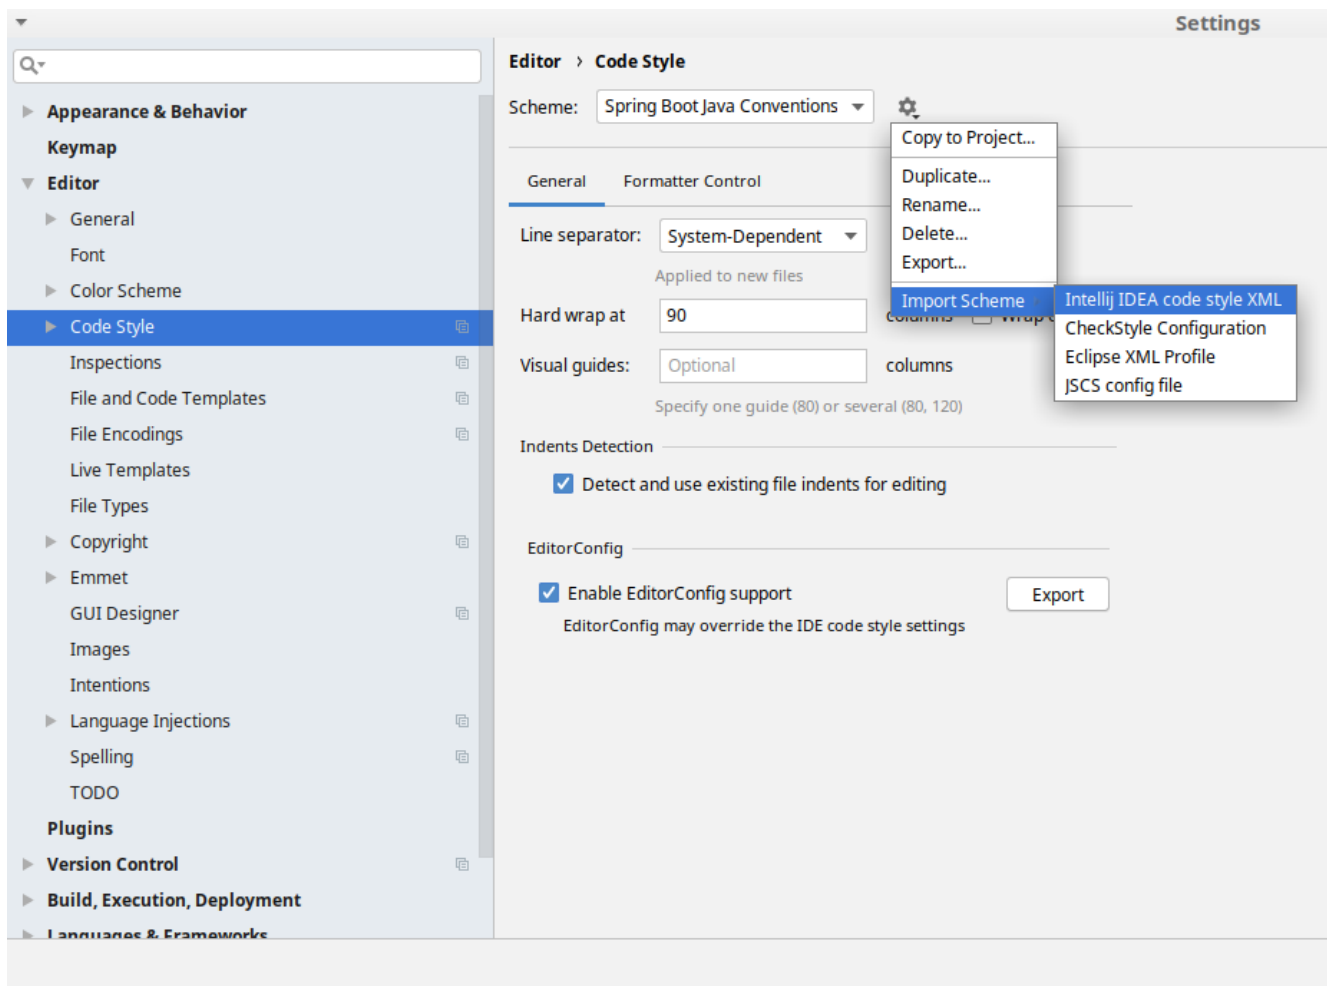 Settings
Appearance & Behavior
Keymap
Editor
General
Font
Color Scheme
Code Style
Inspections
File and Code Templates
File Encodings
Live Templates
File Types
Copyright
Emmet
GUI Designer
Images
Intentions
Language Injections
Spelling
TODO
Plugins
Version Control
Build, Execution, Deployment
Languages & Frameworks
Editor › Code Style
Scheme: Spring Boot Java Conventions
Copy to Project...
Duplicate...
Rename...
Delete...
Export...
Import Scheme
Intellij IDEA code style XML
CheckStyle Configuration
Eclipse XML Profile
JSCS config file
General Formatter Control
Line separator: System-Dependent
Applied to new files
Hard wrap at 90 columns
Visual guides: Optional columns
Specify one guide (80) or several (80, 120)
Indents Detection
Detect and use existing file indents for editing
EditorConfig
Enable EditorConfig support Export
EditorConfig may override the IDE code style settings